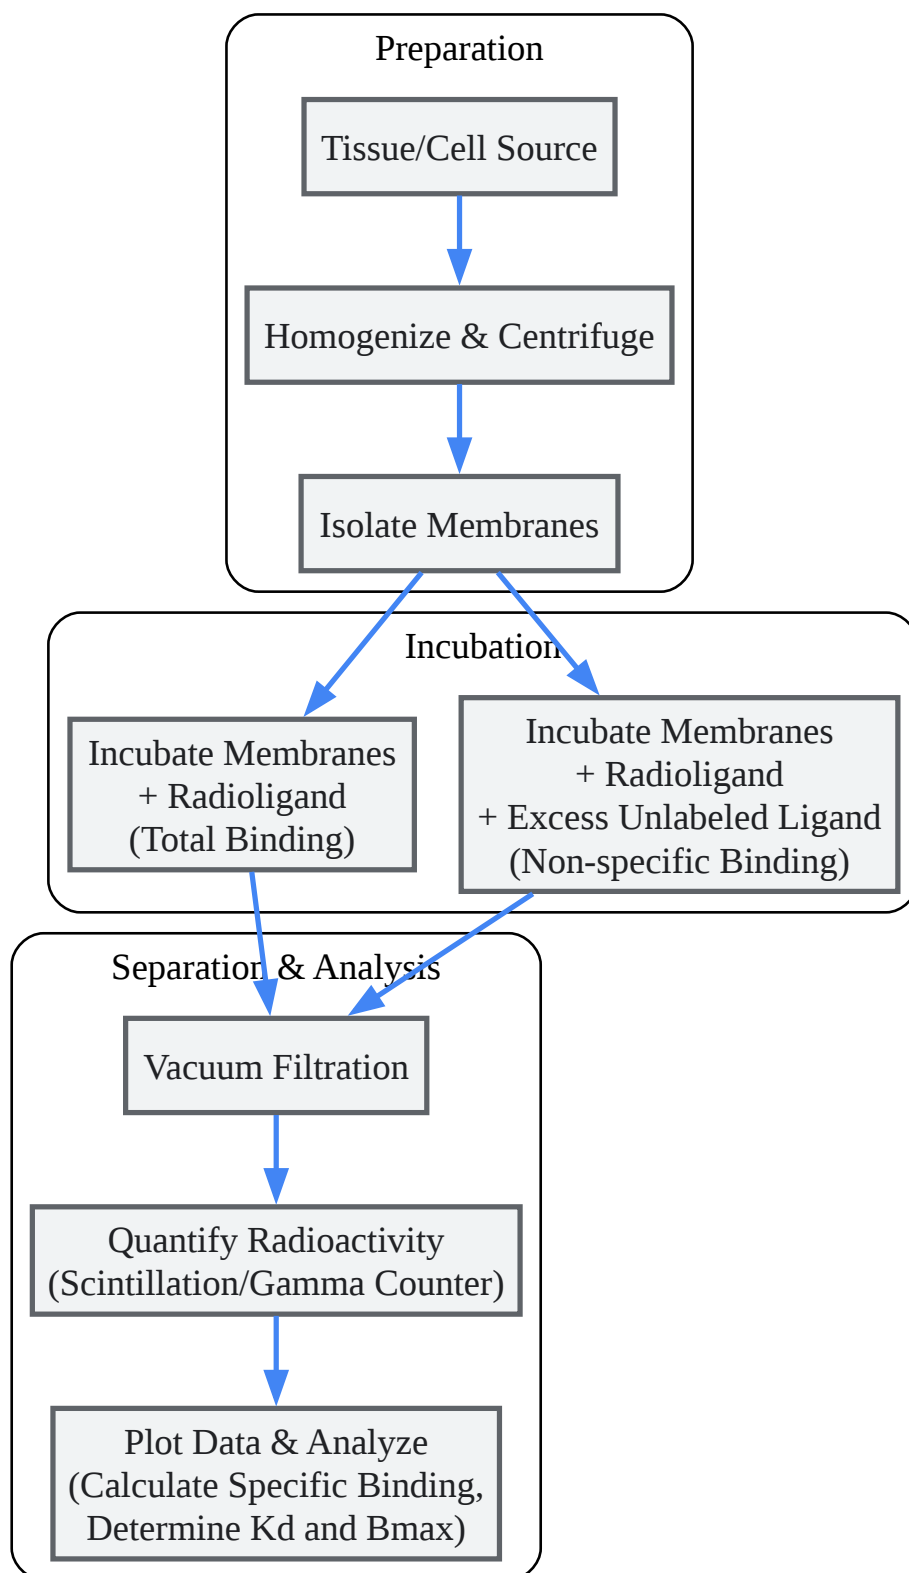 Preparation
Tissue/Cell Source
Homogenize & Centrifuge
Isolate Membranes
Incubation
Incubate Membranes
+ Radioligand
(Total Binding)
Incubate Membranes
+ Radioligand
+ Excess Unlabeled Ligand
(Non-specific Binding)
Separation & Analysis
Vacuum Filtration
Quantify Radioactivity
(Scintillation/Gamma Counter)
Plot Data & Analyze
(Calculate Specific Binding,
Determine Kd and Bmax)